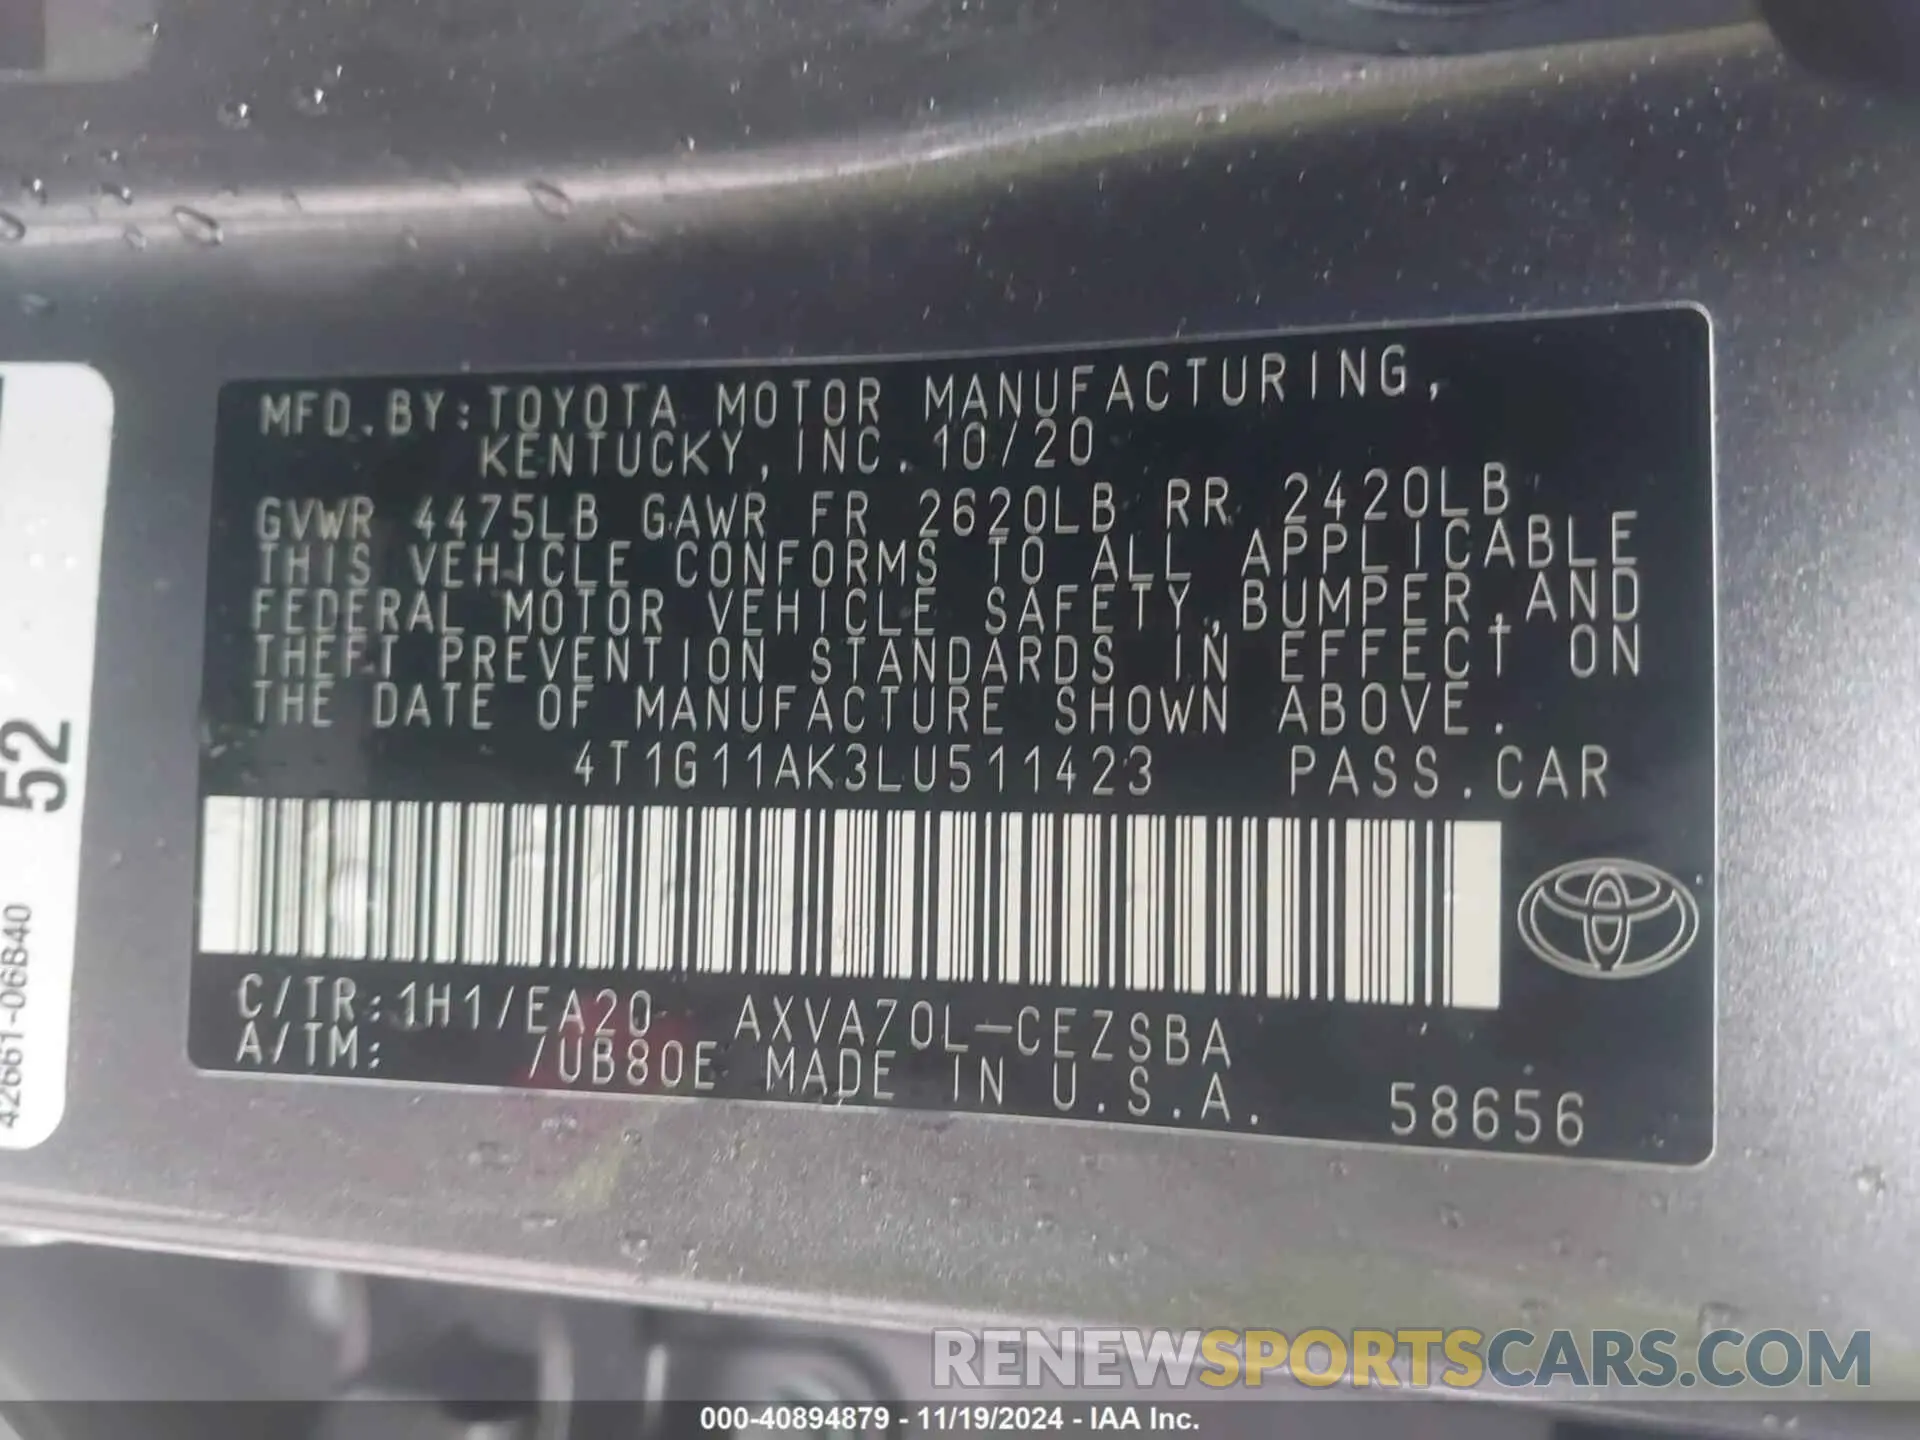 MFD.BY:TOYOTA MOTOR MANUFACTURING,
KENTUCKY,INC.10/20
GVWR 4475LB GAWR FR 2620LB RR 2420LB
THIS VEHICLE CONFORMS TO ALL APPLICABLE
FEDERAL MOTOR VEHICLE SAFETY,BUMPER,AND
THEFT PREVENTION STANDARDS IN EFFECT ON
THE DATE OF MANUFACTURE SHOWN ABOVE.
4T1G11AK3LU511423 PASS.CAR
C/TR:1H1/EA20 AXVA70L-CEZSBA
A/TM: /UB80E MADE IN U.S.A.
58656
52
42661-06B40
RENEWSPORTSCARS.COM
000-40894879 - 11/19/2024 - IAA Inc.